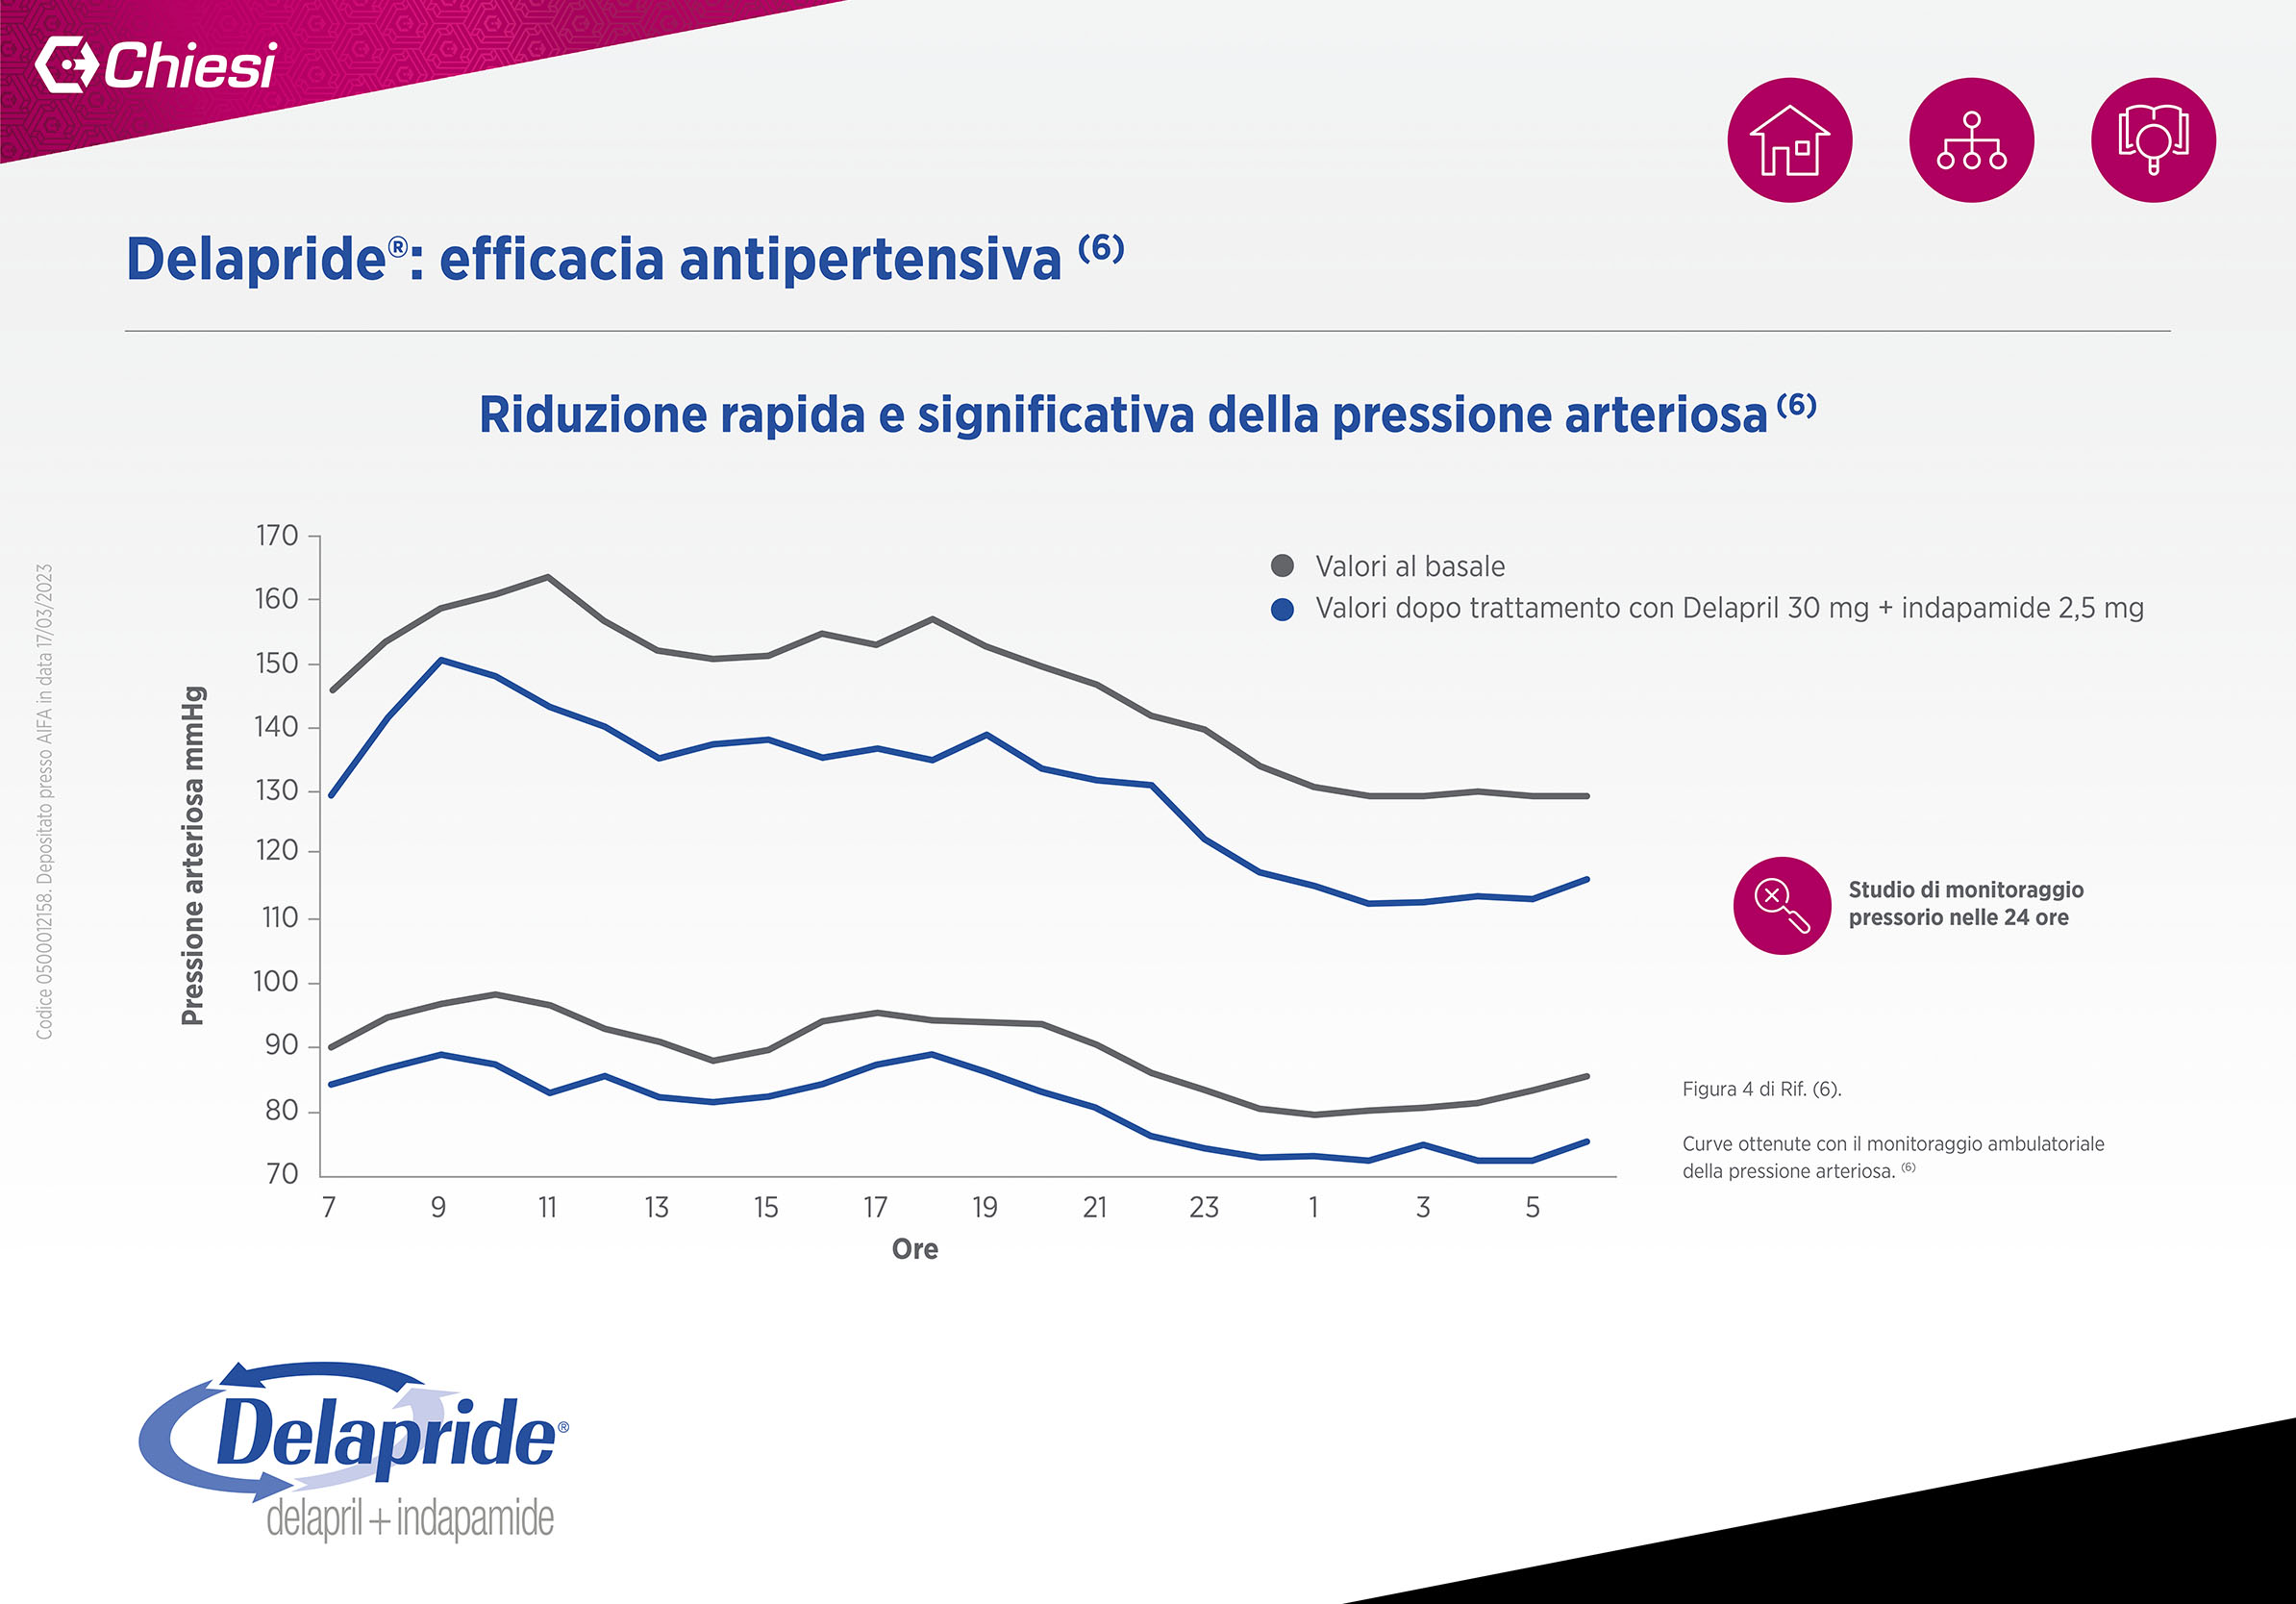 Chiesi
Delapride®: efficacia antipertensiva (6)
Riduzione rapida e significativa della pressione arteriosa (6)
Codice 0500012158. Depositato presso AIFA in data 17/03/2023
Pressione arteriosa mmHg
170
160
150
140
130
120
110
100
90
80
70
7 9 11 13 15 17 19 21 23 1 3 5
Ore
Valori al basale
Valori dopo trattamento con Delapril 30 mg + indapamide 2,5 mg
Studio di monitoraggio
pressorio nelle 24 ore
Figura 4 di Rif. (6).
Curve ottenute con il monitoraggio ambulatoriale
della pressione arteriosa. (6)
Delapride®
delapril + indapamide